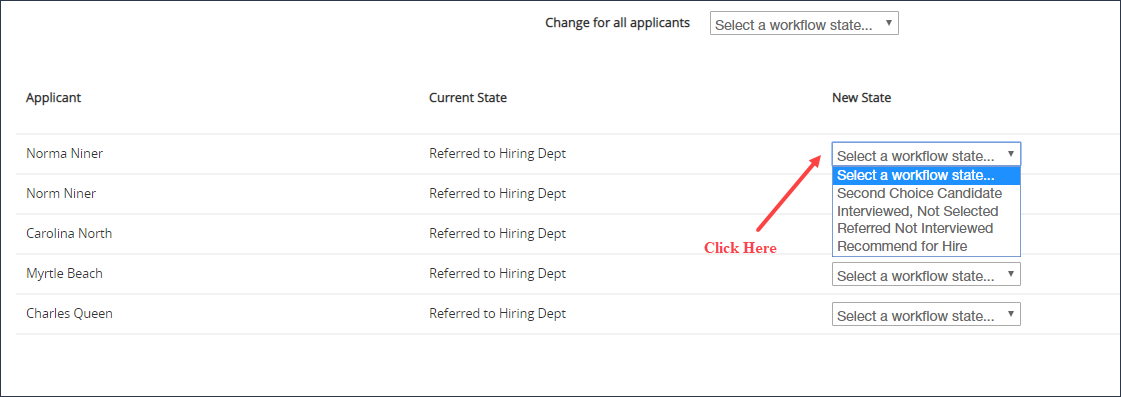 Change for all applicants Select a workflow state...
Applicant Current State New State
Norma Niner Referred to Hiring Dept Select a workflow state...
Select a workflow state...
Norm Niner Referred to Hiring Dept Second Choice Candidate
Interviewed, Not Selected
Carolina North Referred to Hiring Dept Referred Not Interviewed
Click Here Recommend for Hire
Myrtle Beach Referred to Hiring Dept Select a workflow state...
Charles Queen Referred to Hiring Dept Select a workflow state...